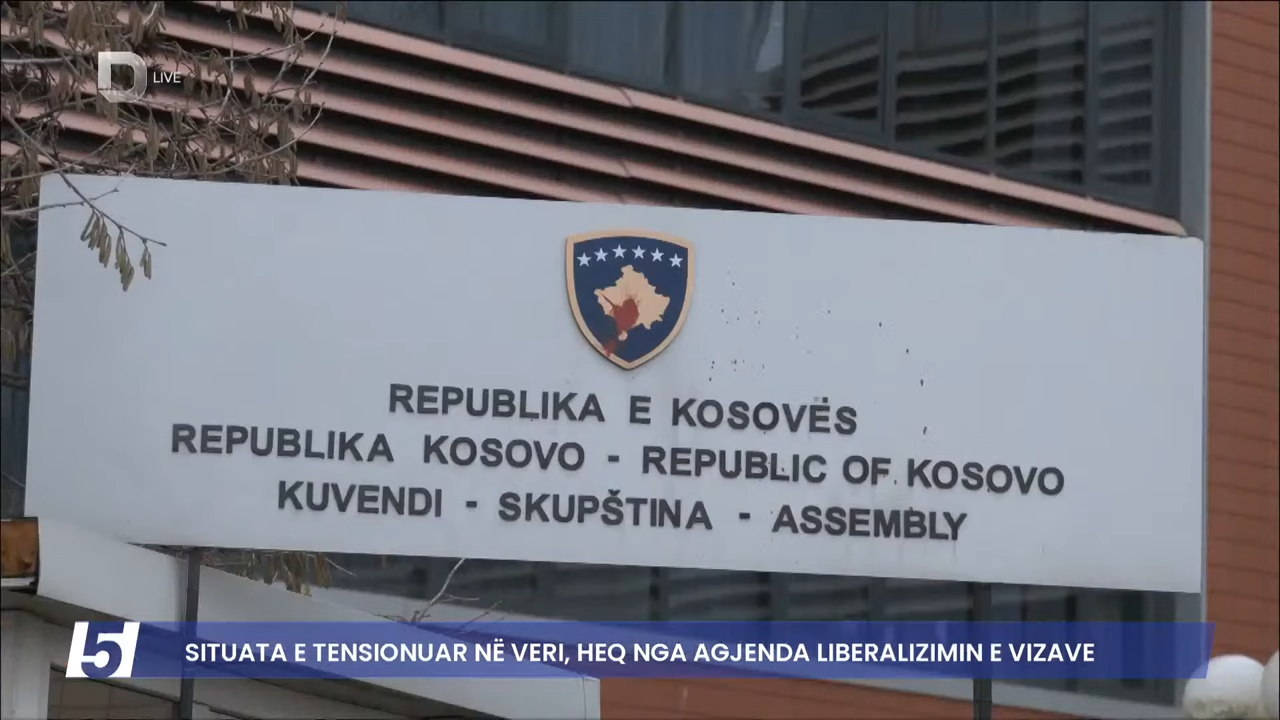 D LIVE
REPUBLIKA E KOSOVËS
REPUBLIKA KOSOVO - REPUBLIC OF KOSOVO
KUVENDI - SKUPŠTINA - ASSEMBLY
5 SITUATA E TENSIONUAR NË VERI, HEQ NGA AGJENDA LIBERALIZIMIN E VIZAVE